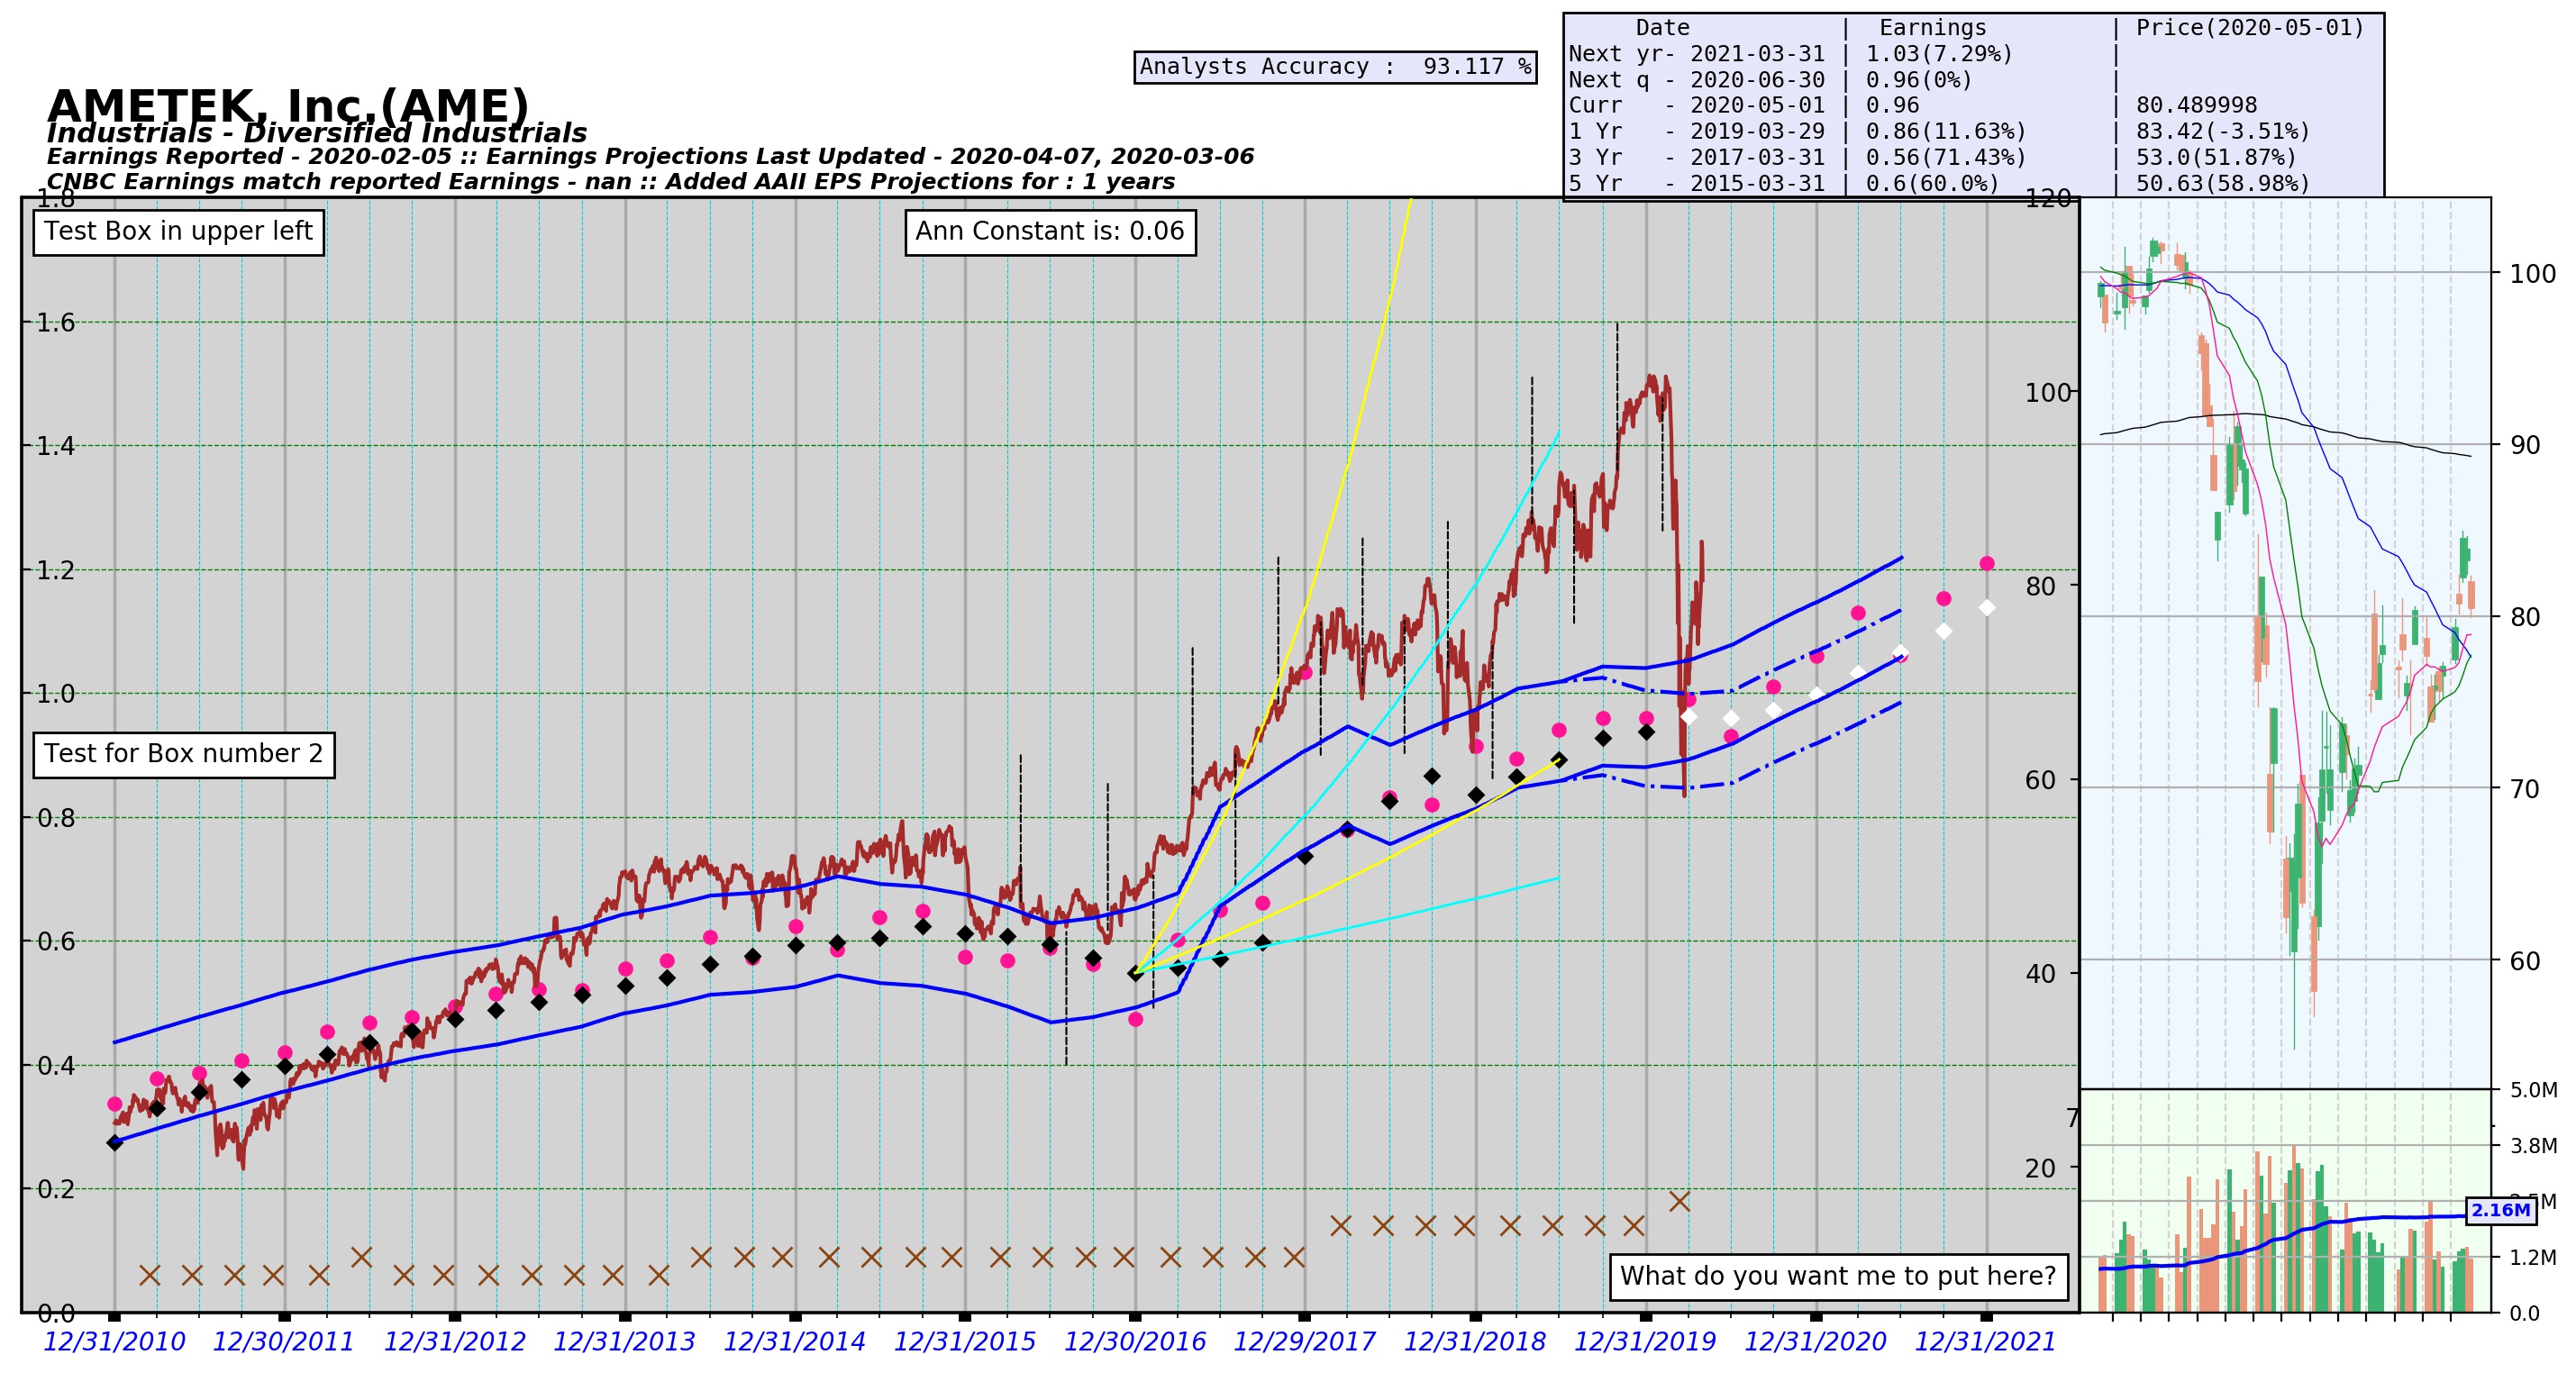 Date | Earnings | Price(2020-05-01)
Next yr- 2021-03-31 | 1.03(7.29%) |
Next q - 2020-06-30 | 0.96(0%) |
Curr - 2020-05-01 | 0.96 | 80.489998
1 Yr - 2019-03-29 | 0.86(11.63%) | 83.42(-3.51%)
3 Yr - 2017-03-31 | 0.56(71.43%) | 53.0(51.87%)
5 Yr - 2015-03-31 | 0.6(60.0%) | 50.63(58.98%)
Analysts Accuracy : 93.117 %
AMETEK, Inc.(AME)
Industrials - Diversified Industrials
Earnings Reported - 2020-02-05 :: Earnings Projections Last Updated - 2020-04-07, 2020-03-06
CNBC Earnings match reported Earnings - nan :: Added AAII EPS Projections for : 1 years
Test Box in upper left
Ann Constant is: 0.06
Test for Box number 2
What do you want me to put here?
1.8
1.6
1.4
1.2
1.0
0.8
0.6
0.4
0.2
0.0
120
100
80
60
40
20
7
100
90
80
70
60
5.0M
3.8M
2.16M
1.2M
0.0
12/31/2010 12/30/2011 12/31/2012 12/31/2013 12/31/2014 12/31/2015 12/30/2016 12/29/2017 12/31/2018 12/31/2019 12/31/2020 12/31/2021